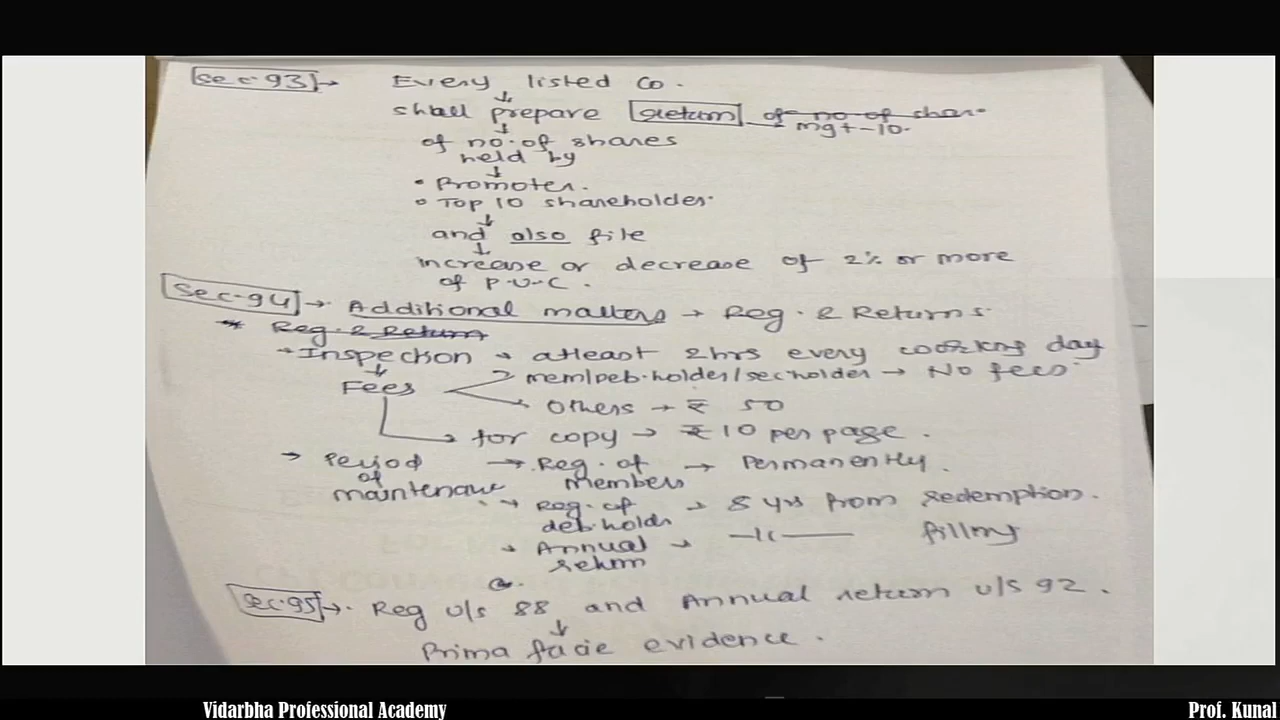 Sec-93 → Every listed Co.
↓
shall prepare return of no of shar-
→ mgt-10.
↓
of no. of shares
held by
↓
• Promoter.
• Top 10 shareholder.
↓
and also file
↓
increase or decrease of 2% or more
of P.U.C.
Sec-94 → Additional matters → Reg. & Returns.
* Reg. & Return
→ Inspection → atleast 2hrs every working day
↓
Fees → mem/deb.holder/sec.holder → No fees
→ Others → ₹ 50
→ for copy → ₹ 10 per page.
→ Period → Reg. of → Permanently.
of
maintenance members
→ Reg. of → 8 yrs from redemption.
deb.holds
→ Annual → —||— filling
return
Sec.95 → Reg u/s 88 and Annual return u/s 92.
↓
Prima facie evidence.
Vidarbha Professional Academy
Prof. Kunal